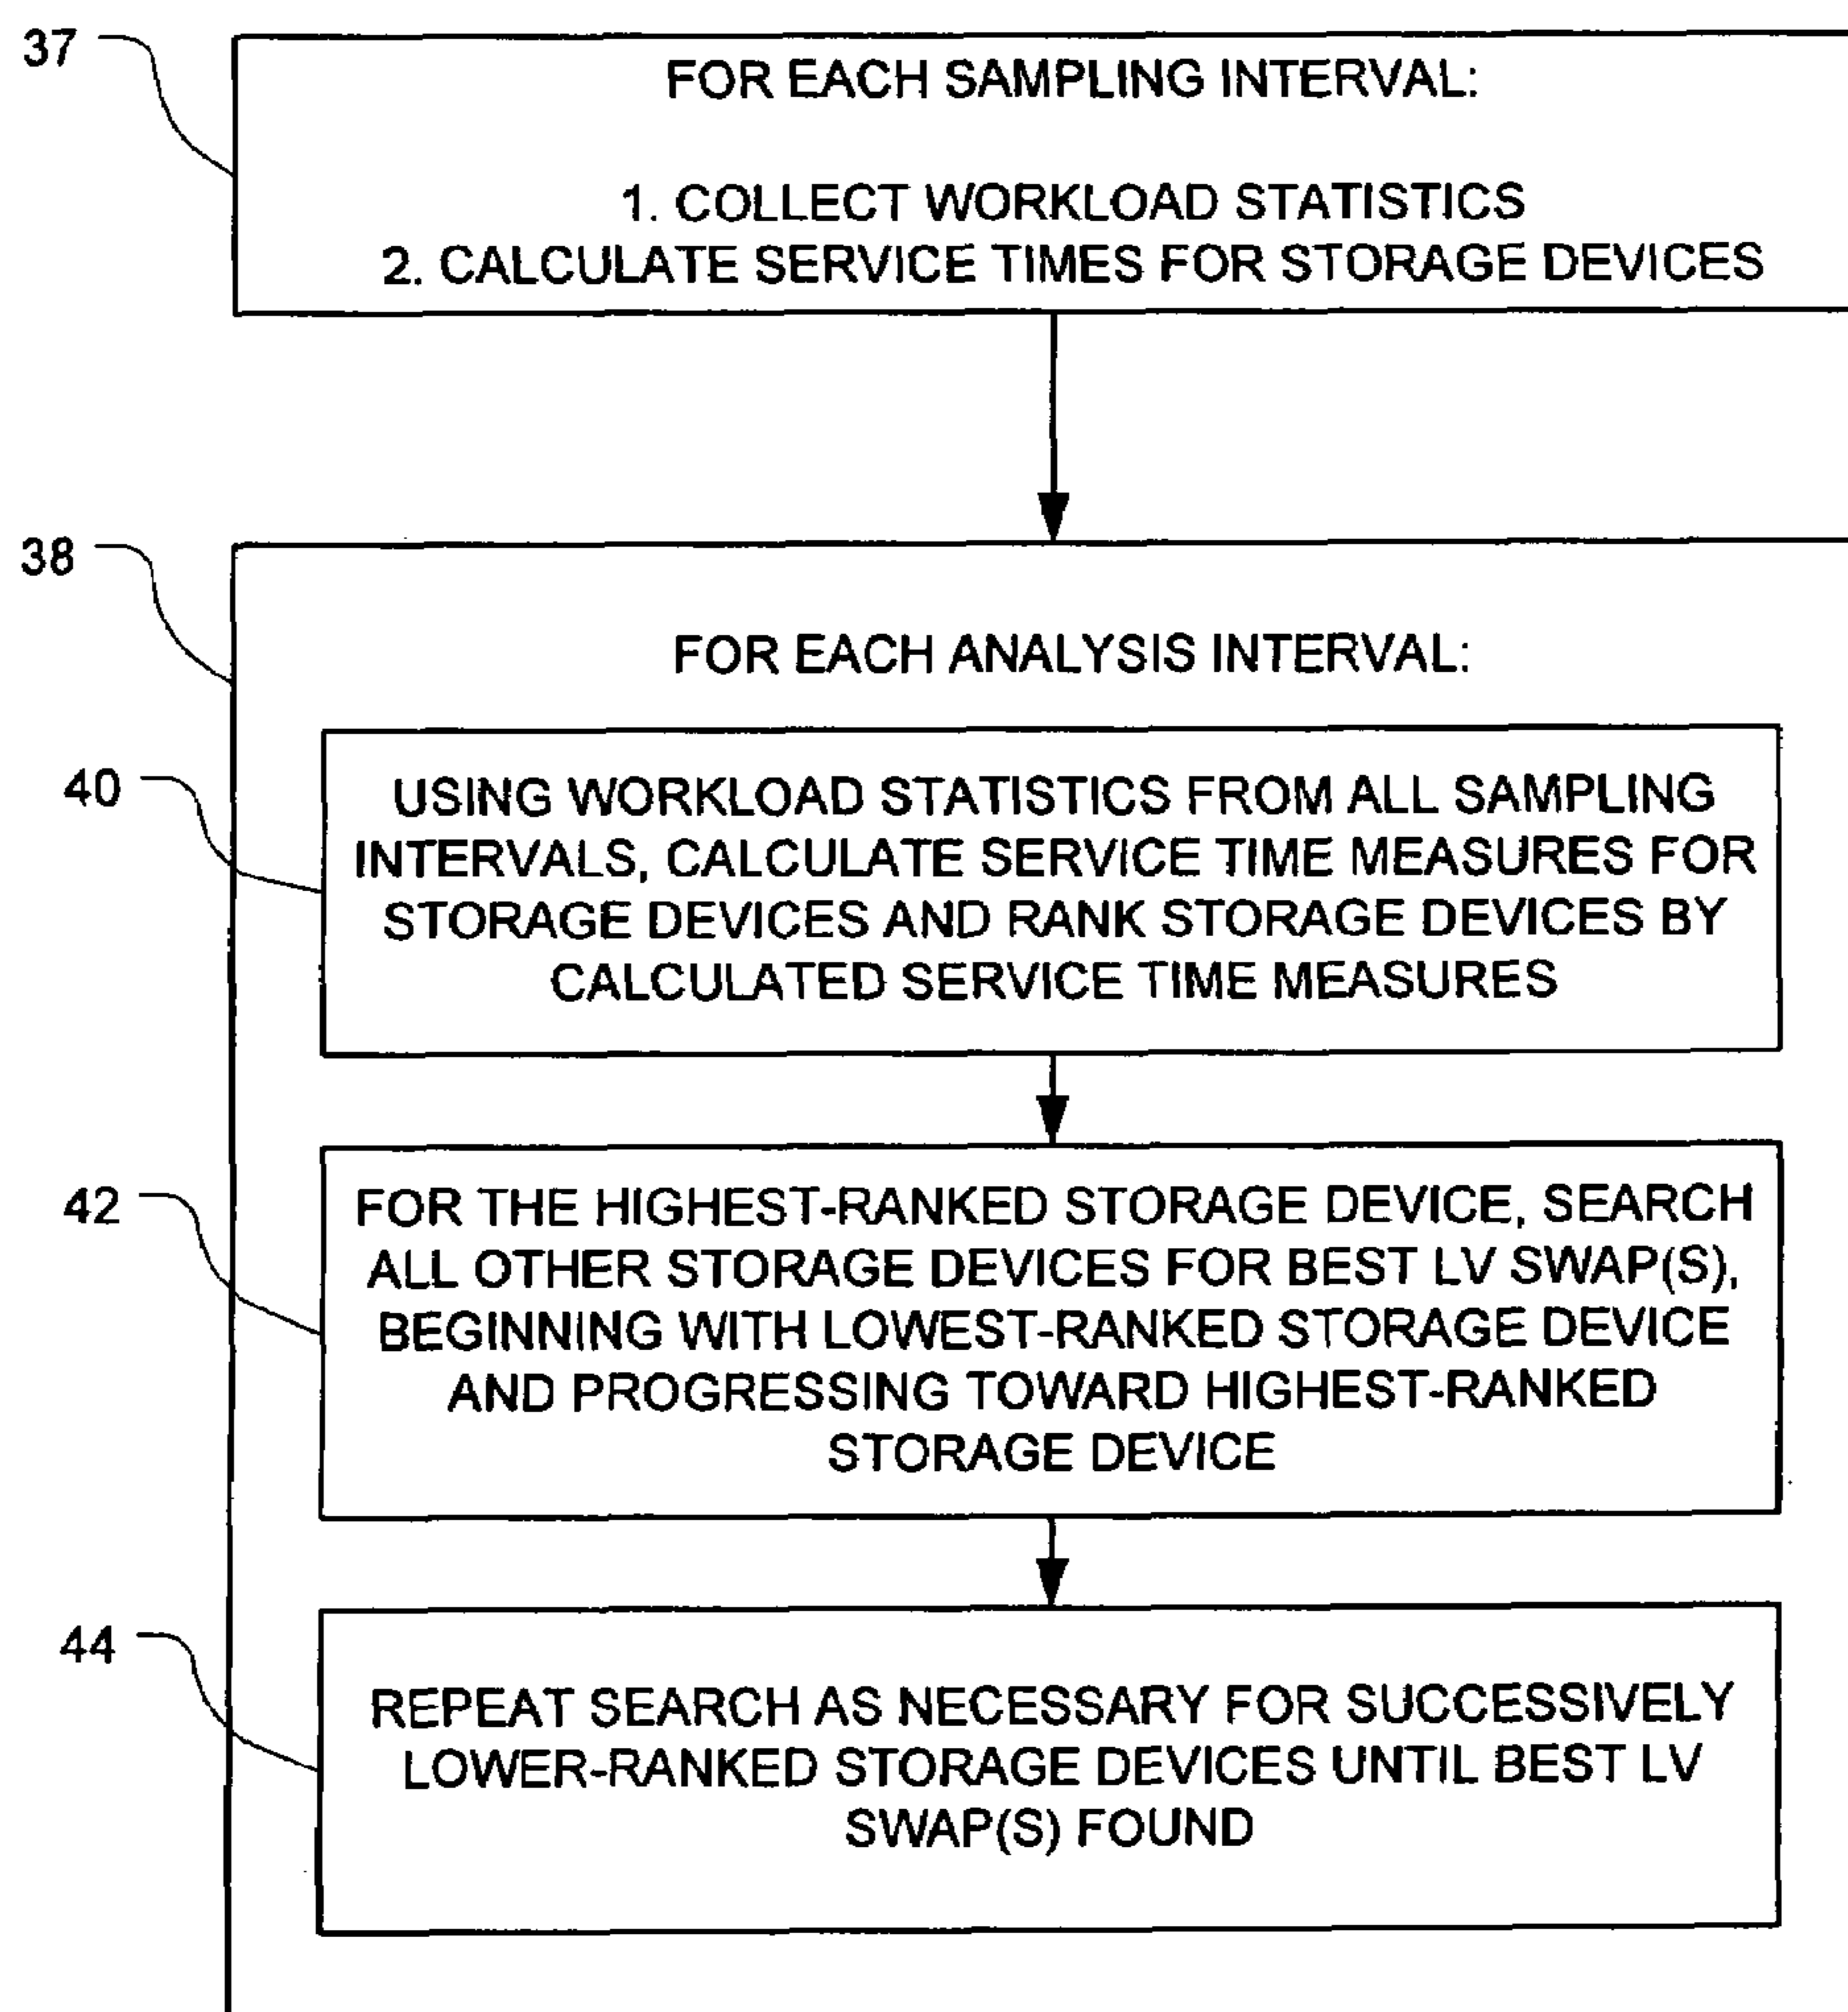 37
FOR EACH SAMPLING INTERVAL:
1. COLLECT WORKLOAD STATISTICS
2. CALCULATE SERVICE TIMES FOR STORAGE DEVICES
38
FOR EACH ANALYSIS INTERVAL:
40
USING WORKLOAD STATISTICS FROM ALL SAMPLING
INTERVALS, CALCULATE SERVICE TIME MEASURES FOR
STORAGE DEVICES AND RANK STORAGE DEVICES BY
CALCULATED SERVICE TIME MEASURES
42
FOR THE HIGHEST-RANKED STORAGE DEVICE, SEARCH
ALL OTHER STORAGE DEVICES FOR BEST LV SWAP(S),
BEGINNING WITH LOWEST-RANKED STORAGE DEVICE
AND PROGRESSING TOWARD HIGHEST-RANKED
STORAGE DEVICE
44
REPEAT SEARCH AS NECESSARY FOR SUCCESSIVELY
LOWER-RANKED STORAGE DEVICES UNTIL BEST LV
SWAP(S) FOUND